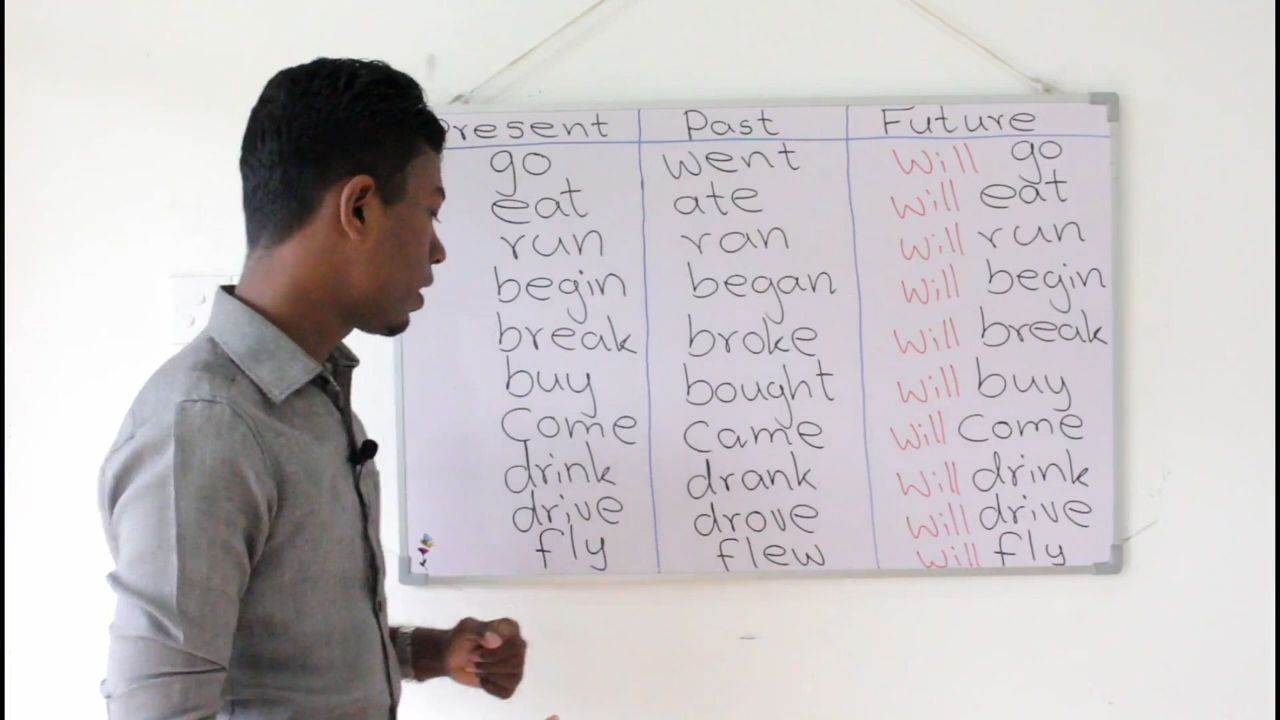 Present Past Future
go went will go
eat ate will eat
run ran will run
begin began will begin
break broke will break
buy bought will buy
Come Came will Come
drink drank will drink
drive drove will drive
fly flew will fly